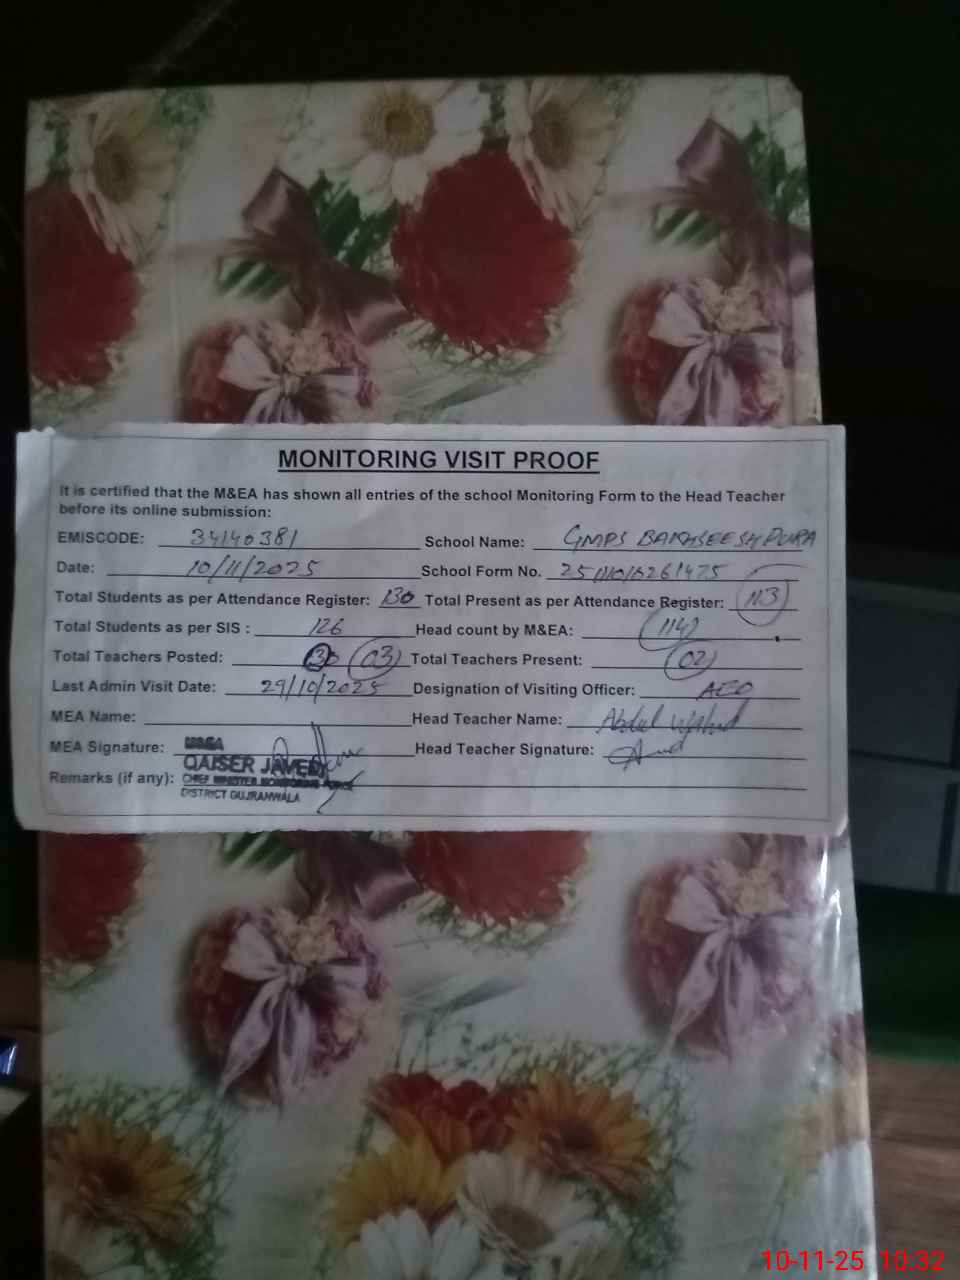 MONITORING VISIT PROOF
It is certified that the M&EA has shown all entries of the school Monitoring Form to the Head Teacher
before its online submission:
EMISCODE: 34140381 School Name: GMPS BAKHSEESHPURA
Date: 10/11/2025 School Form No.
Total Students as per Attendance Register: 130 Total Present as per Attendance Register: 113
Total Students as per SIS : 126 Head count by M&EA: 114
Total Teachers Posted: 03 Total Teachers Present: 02
Last Admin Visit Date: 29/10/2025 Designation of Visiting Officer: AEO
MEA Name: Head Teacher Name: Abdul Wahid
MEA Signature: Head Teacher Signature:
QAISER JAVED
Remarks (if any): CHIEF MINISTER MONITORING FORCE
DISTRICT GUJRANWALA
10-11-25 10:32